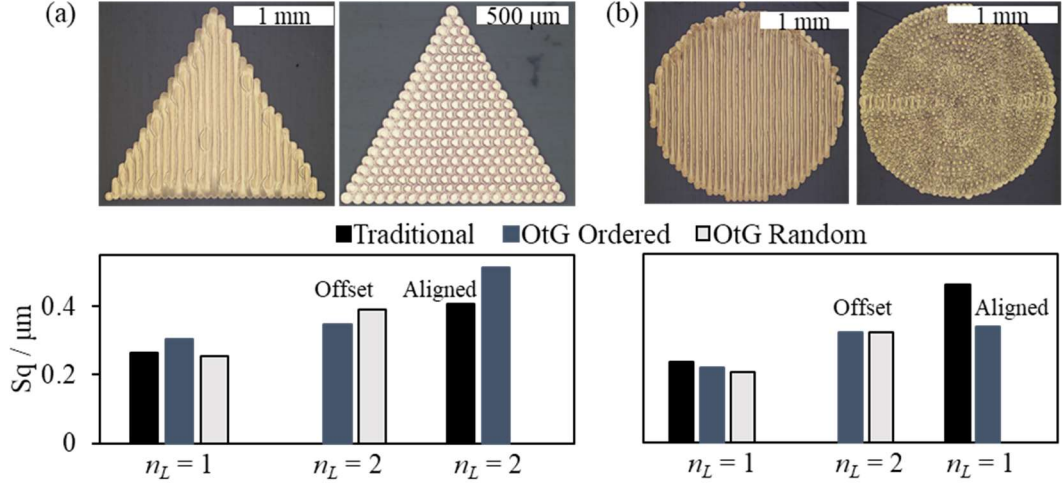 (a) 1 mm 500 μm (b) 1 mm 1 mm
Traditional OtG Ordered OtG Random
Sq / μm
0.4
0.2
0
Offset Aligned
n_L = 1 n_L = 2 n_L = 2
Offset Aligned
n_L = 1 n_L = 2 n_L = 1